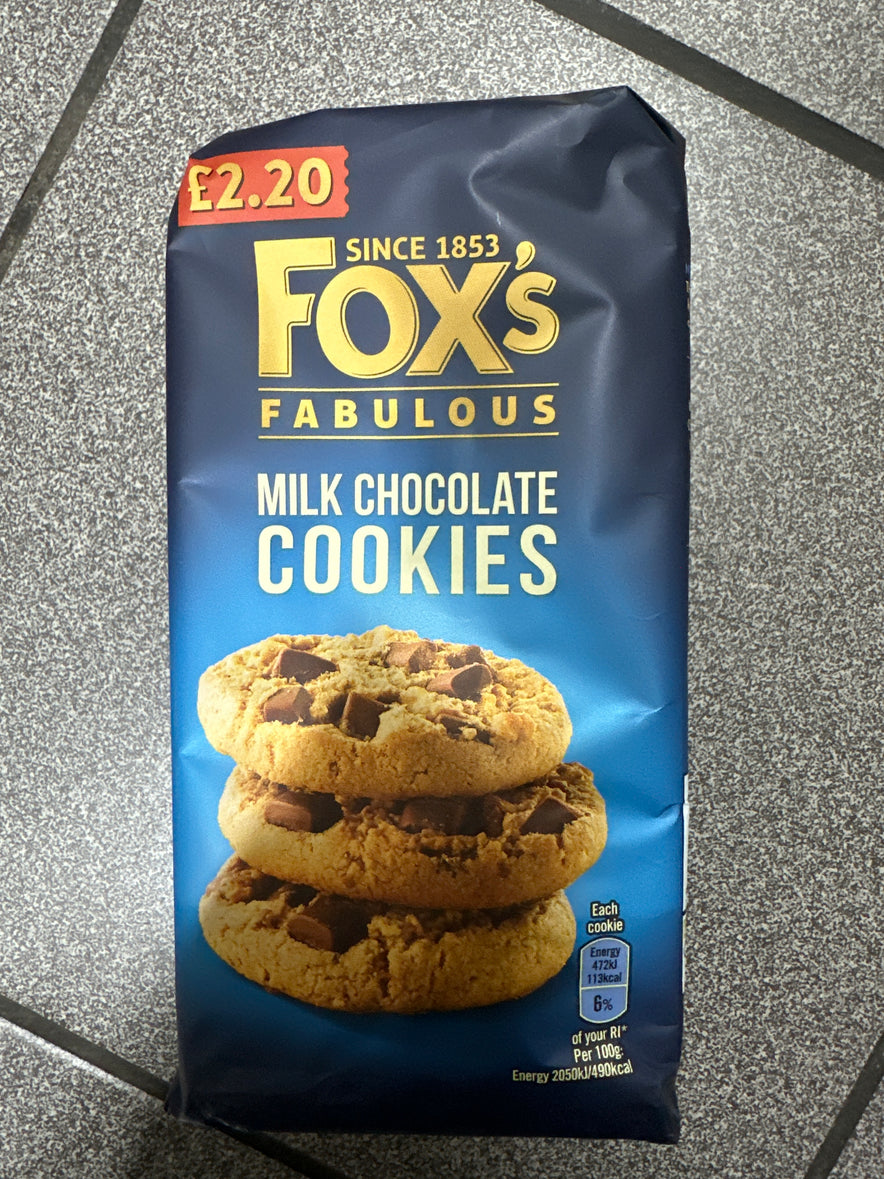 £2.20
SINCE 1853
FOX's
FABULOUS
MILK CHOCOLATE
COOKIES
Each
cookie
Energy
472kJ
113kcal
6%
of your RI*
Per 100g:
Energy 2050kJ/490kcal